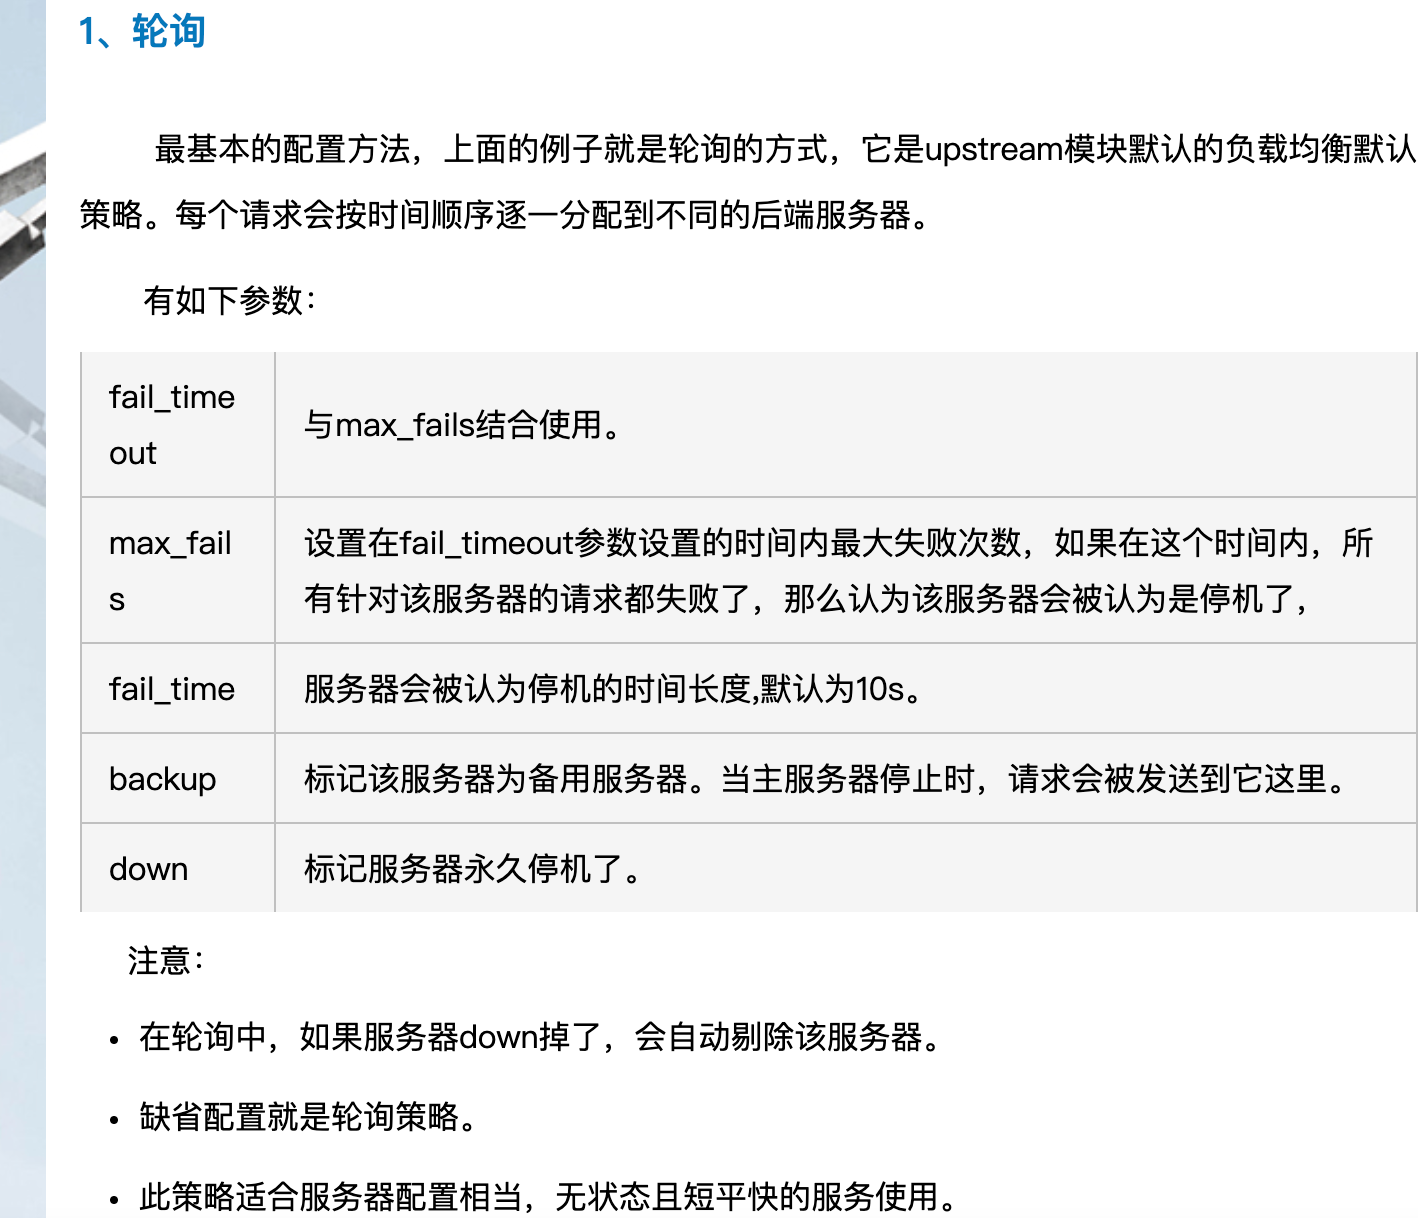 1、轮询
最基本的配置方法，上面的例子就是轮询的方式，它是upstream模块默认的负载均衡默认
策略。每个请求会按时间顺序逐一分配到不同的后端服务器。
有如下参数：
fail_time
out
与max_fails结合使用。
max_fail
s
设置在fail_timeout参数设置的时间内最大失败次数，如果在这个时间内，所
有针对该服务器的请求都失败了，那么认为该服务器会被认为是停机了，
fail_time
服务器会被认为停机的时间长度,默认为10s。
backup
标记该服务器为备用服务器。当主服务器停止时，请求会被发送到它这里。
down
标记服务器永久停机了。
注意：
• 在轮询中，如果服务器down掉了，会自动剔除该服务器。
• 缺省配置就是轮询策略。
• 此策略适合服务器配置相当，无状态且短平快的服务使用。